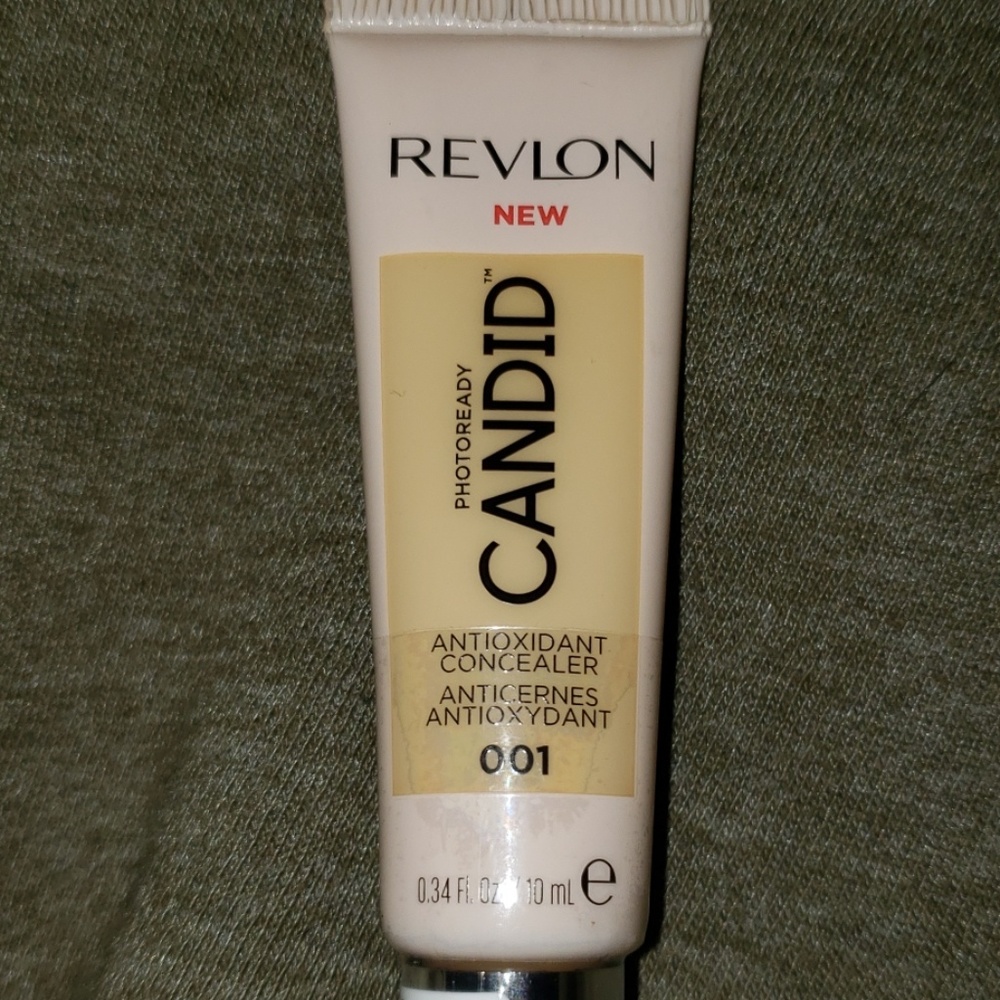 REVLON
NEW
PHOTOREADY
CANDID™
ANTIOXIDANT
CONCEALER
ANTICERNES
ANTIOXYDANT
001
0.34 Fl. Oz. / 10 mL e